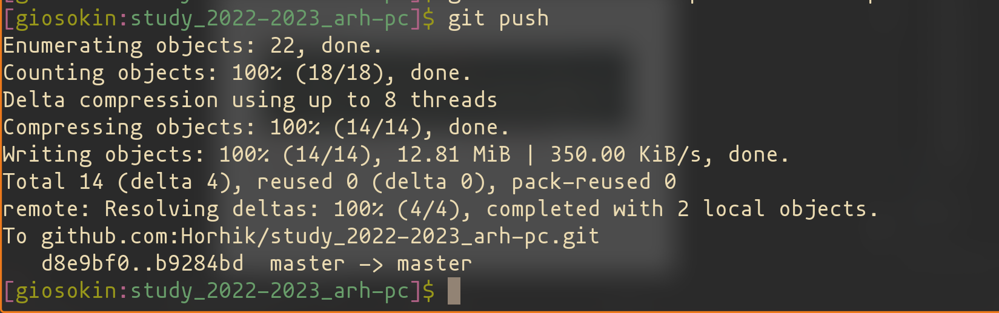 [giosokin:study_2022-2023_arh-pc]$ git push
Enumerating objects: 22, done.
Counting objects: 100% (18/18), done.
Delta compression using up to 8 threads
Compressing objects: 100% (14/14), done.
Writing objects: 100% (14/14), 12.81 MiB | 350.00 KiB/s, done.
Total 14 (delta 4), reused 0 (delta 0), pack-reused 0
remote: Resolving deltas: 100% (4/4), completed with 2 local objects.
To github.com:Horhik/study_2022-2023_arh-pc.git
   d8e9bf0..b9284bd  master -> master
[giosokin:study_2022-2023_arh-pc]$